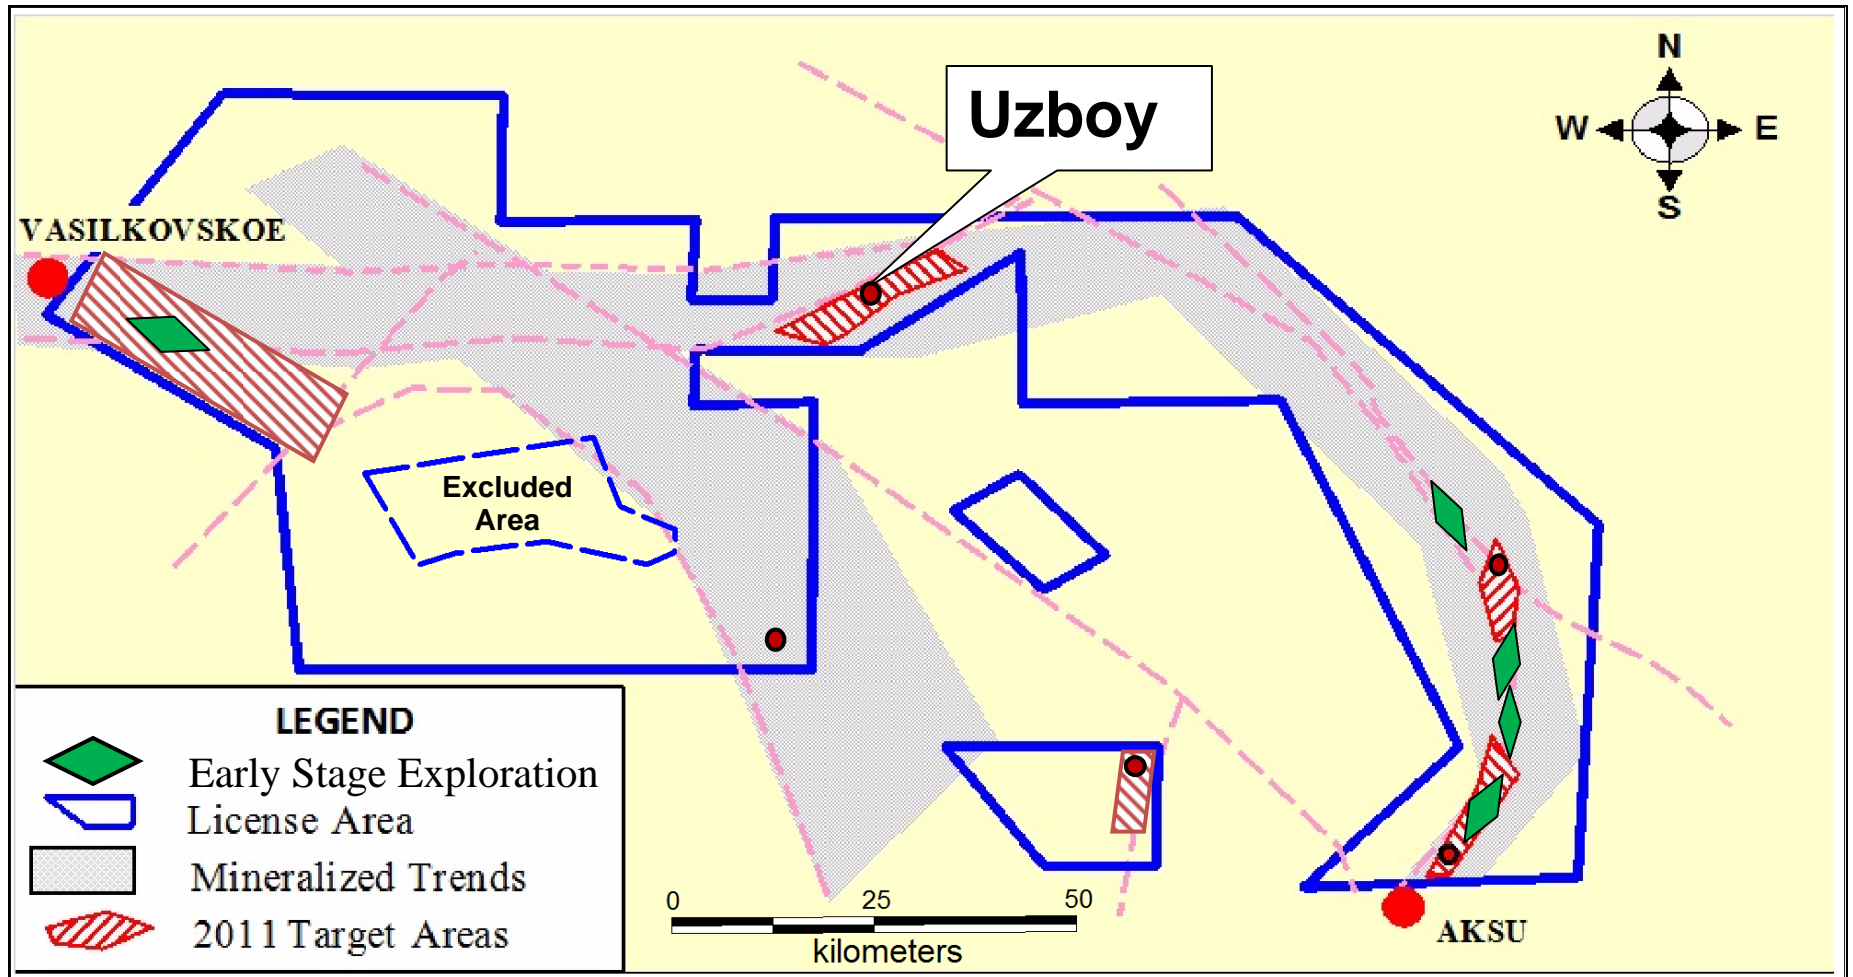 N
W E
S
Uzboy
VASILKOVSKOE
Excluded
Area
LEGEND
Early Stage Exploration
License Area
Mineralized Trends
2011 Target Areas
0 25 50
kilometers
AKSU